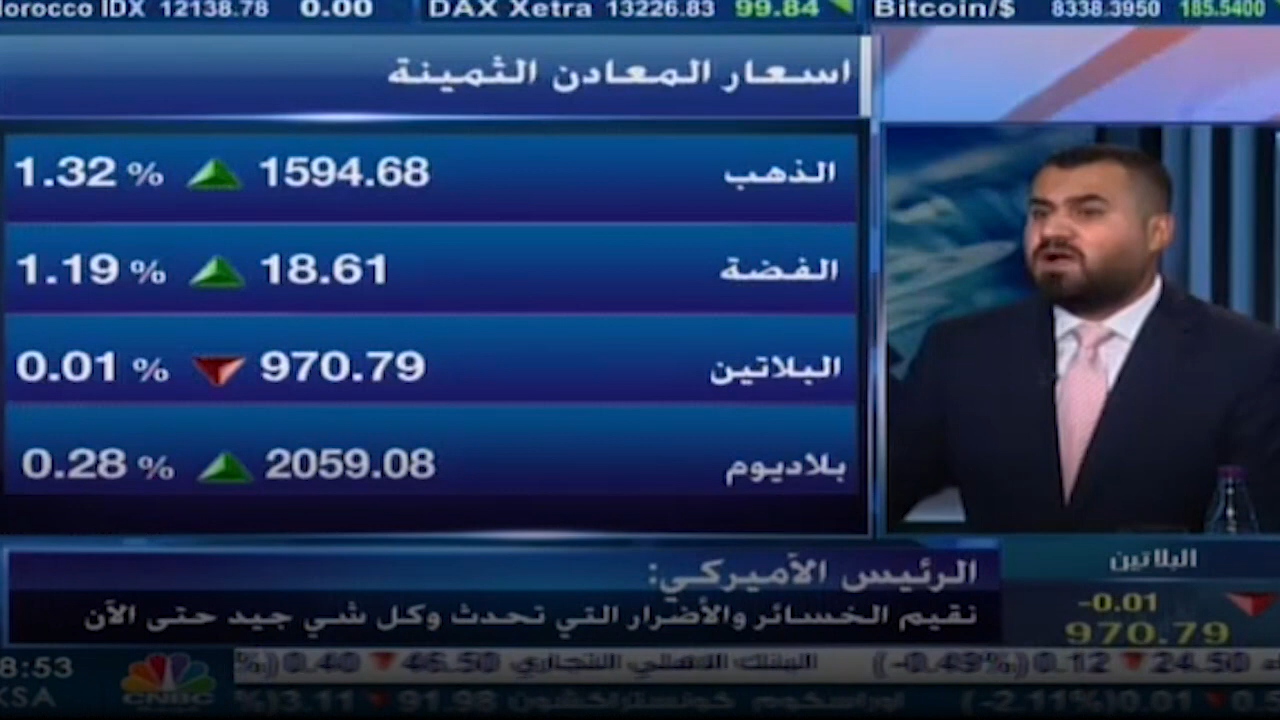 orocco IDX 12138.78 0.00 DAX Xetra 13226.83 99.84 Bitcoin/$ 8338.3950 185.5400
اسعار المعادن الثمينة
الذهب 1594.68 1.32 %
الفضة 18.61 1.19 %
البلاتين 970.79 0.01 %
بلاديوم 2059.08 0.28 %
الرئيس الأميركي:
نقيم الخسائر والأضرار التي تحدث وكل شي جيد حتى الآن
البلاتين
-0.01
970.79
8:53
KSA
CNBC
24.50 0.12 (-0.49%) البنك الاهلي التجاري 46.50 0.40 %)
0.01 (-2.11%) اوراسكوم كونستراكشون 91.98 3.11 %)